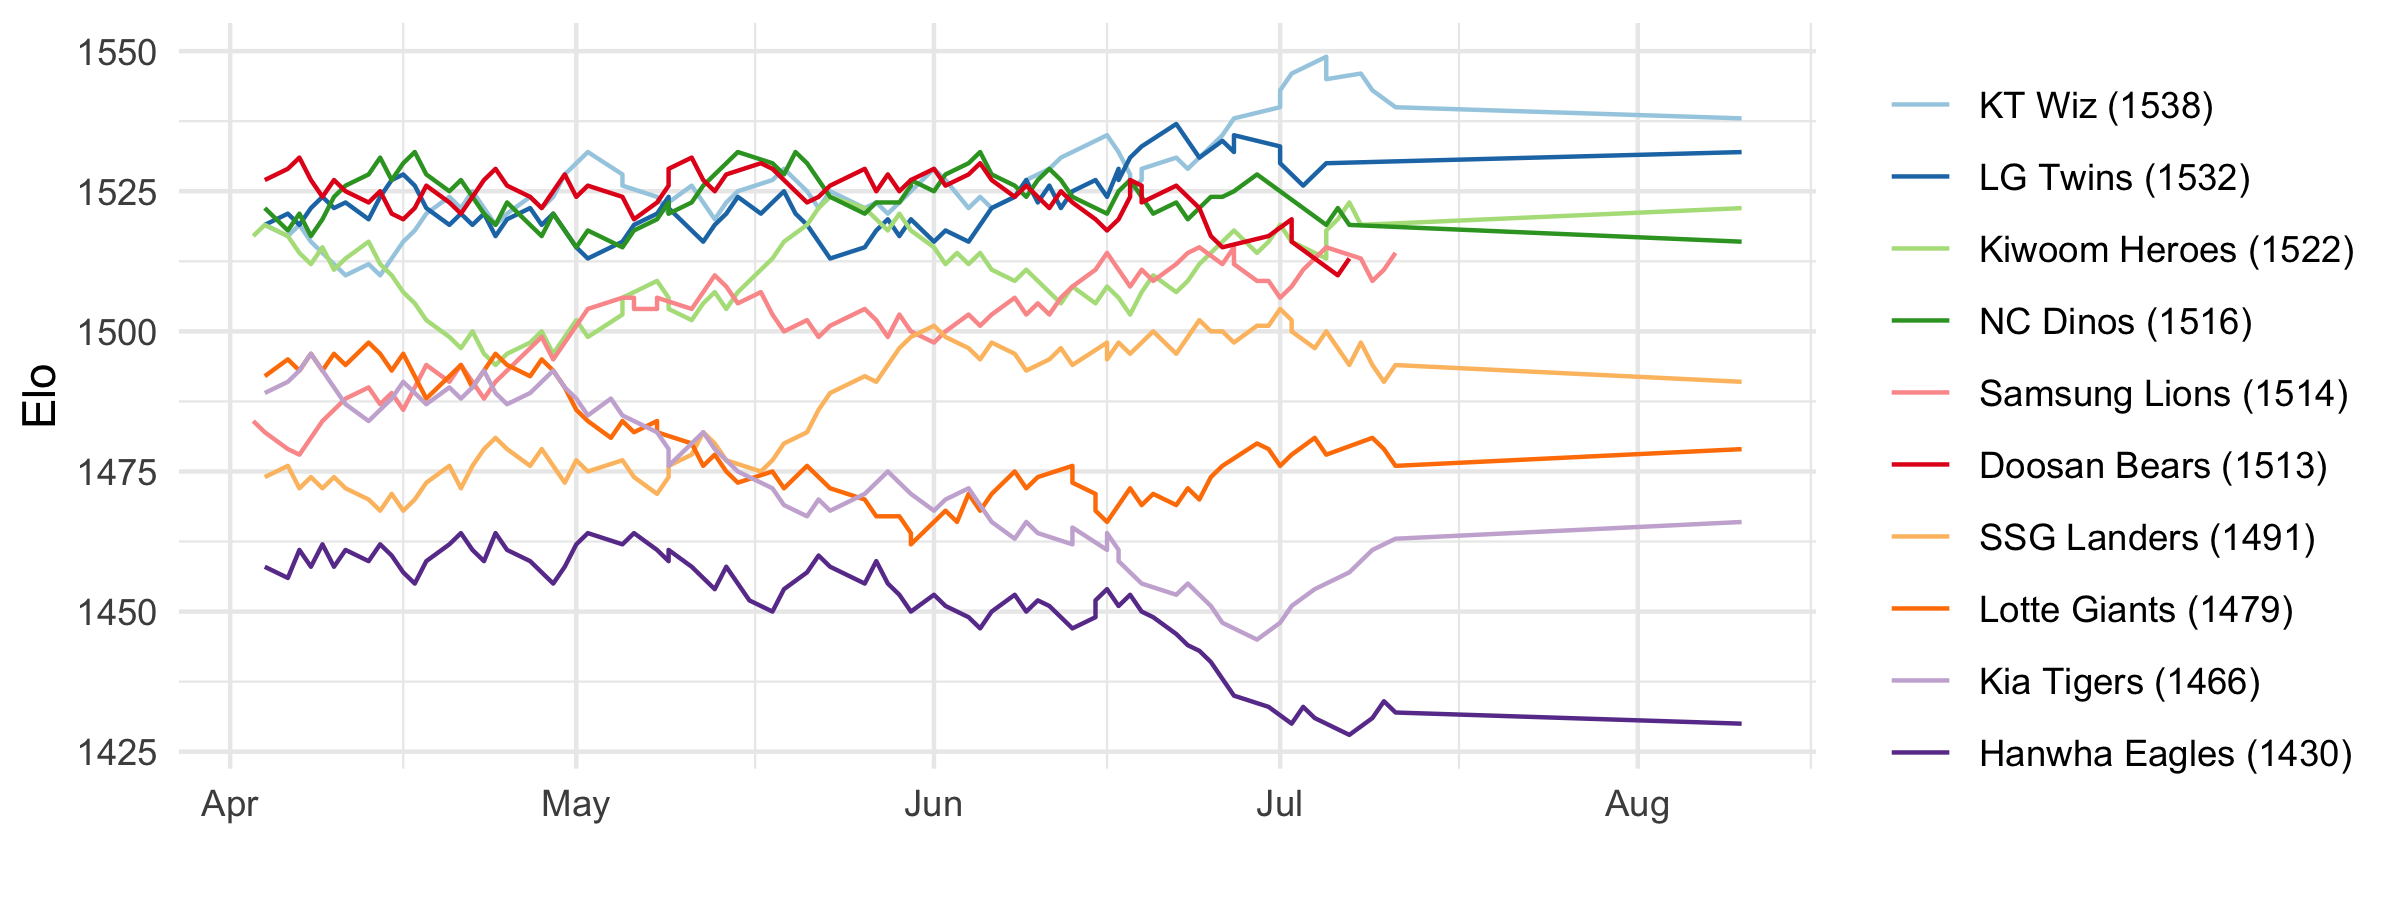 1550
1525
1500
1475
1450
1425
Elo
Apr May Jun Jul Aug
KT Wiz (1538)
LG Twins (1532)
Kiwoom Heroes (1522)
NC Dinos (1516)
Samsung Lions (1514)
Doosan Bears (1513)
SSG Landers (1491)
Lotte Giants (1479)
Kia Tigers (1466)
Hanwha Eagles (1430)